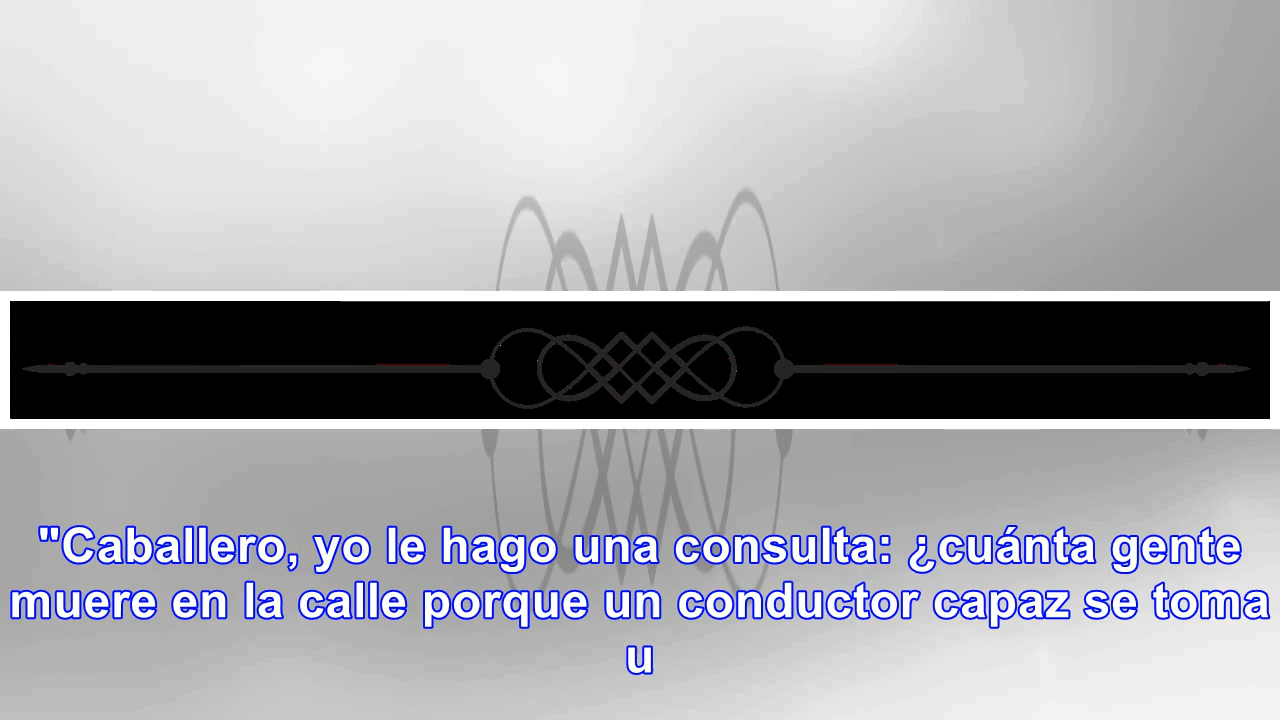 "Caballero, yo le hago una consulta: ¿cuánta gente
muere en la calle porque un conductor capaz se toma
u